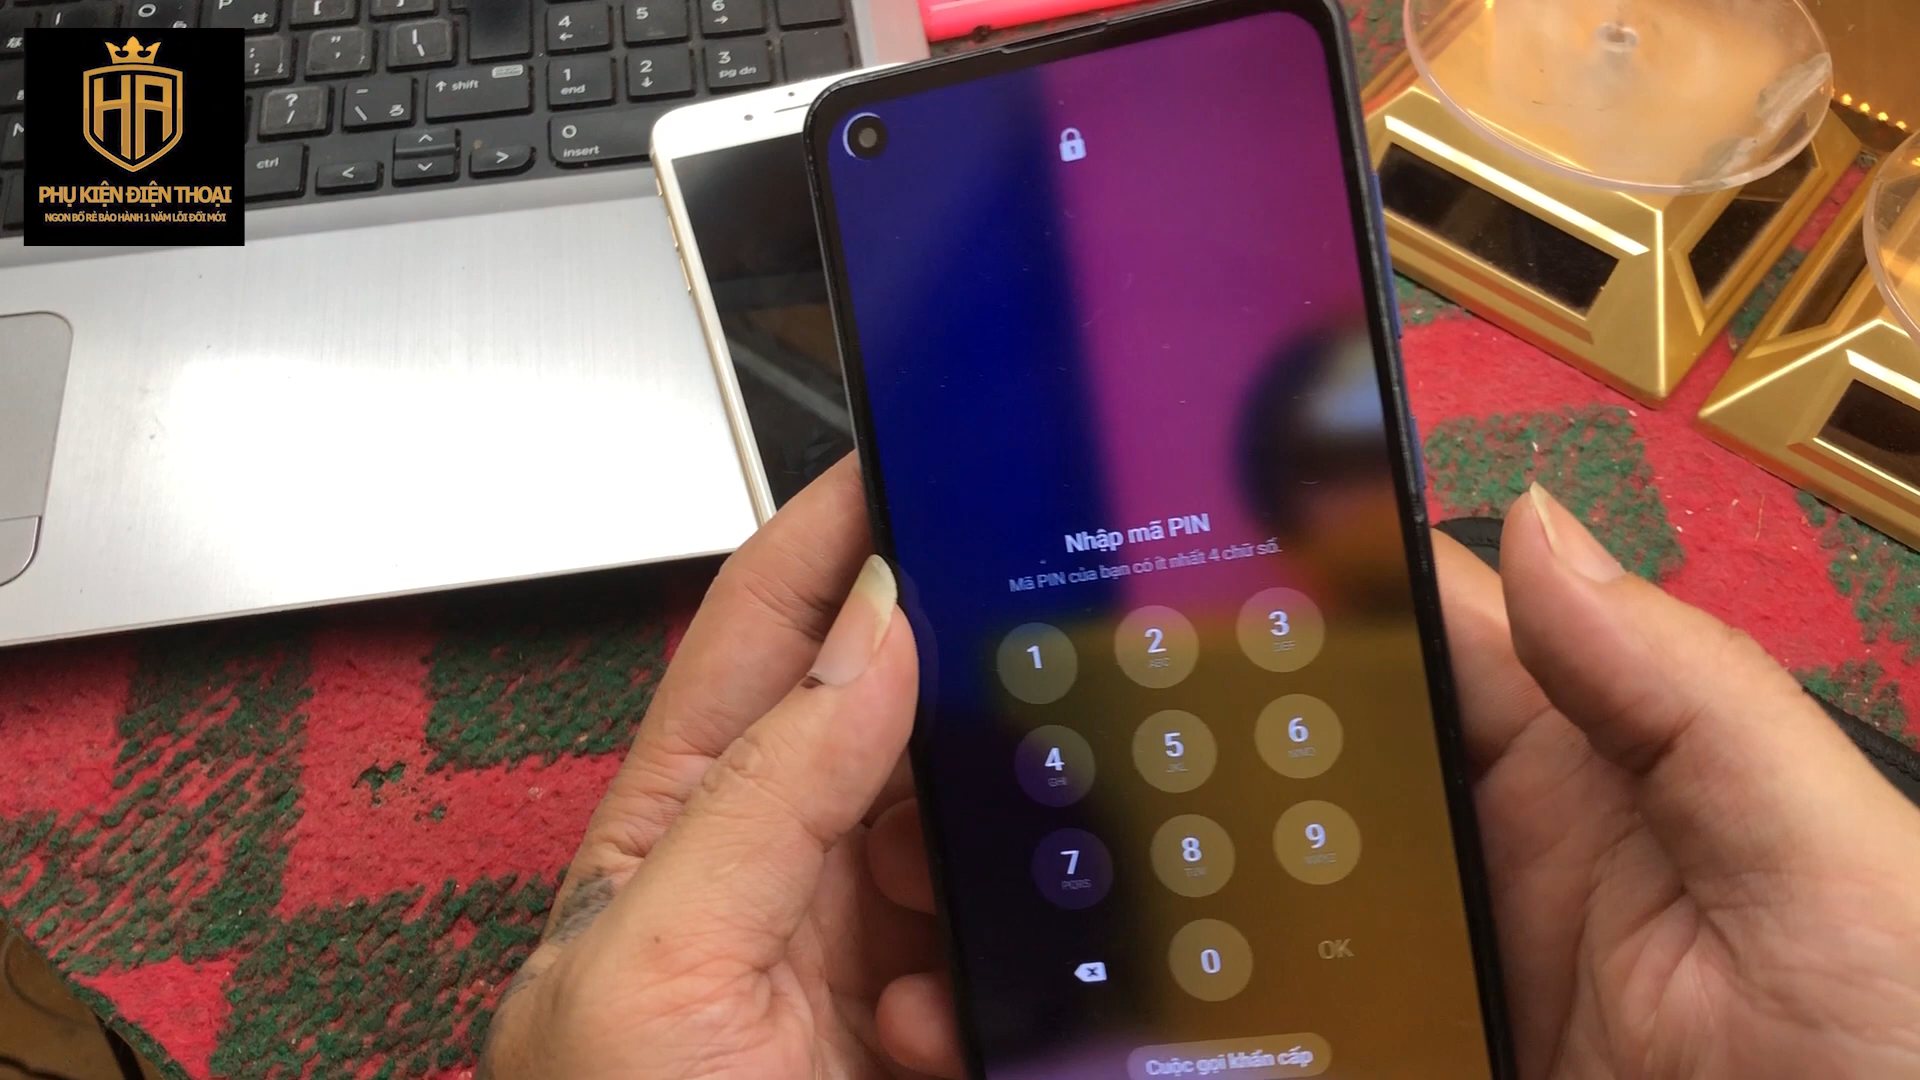 HA
PHỤ KIỆN ĐIỆN THOẠI
NGON BỔ RẺ BẢO HÀNH 1 NĂM LỖI ĐỔI MỚI
4
5
6
↑ shift
1
end
2
3
pg dn
ctrl
0
insert
Nhập mã PIN
Mã PIN của bạn có ít nhất 4 chữ số.
1
2
ABC
3
DEF
4
GHI
5
JKL
6
MNO
7
PQRS
8
TUV
9
WXYZ
0
OK
Cuộc gọi khẩn cấp